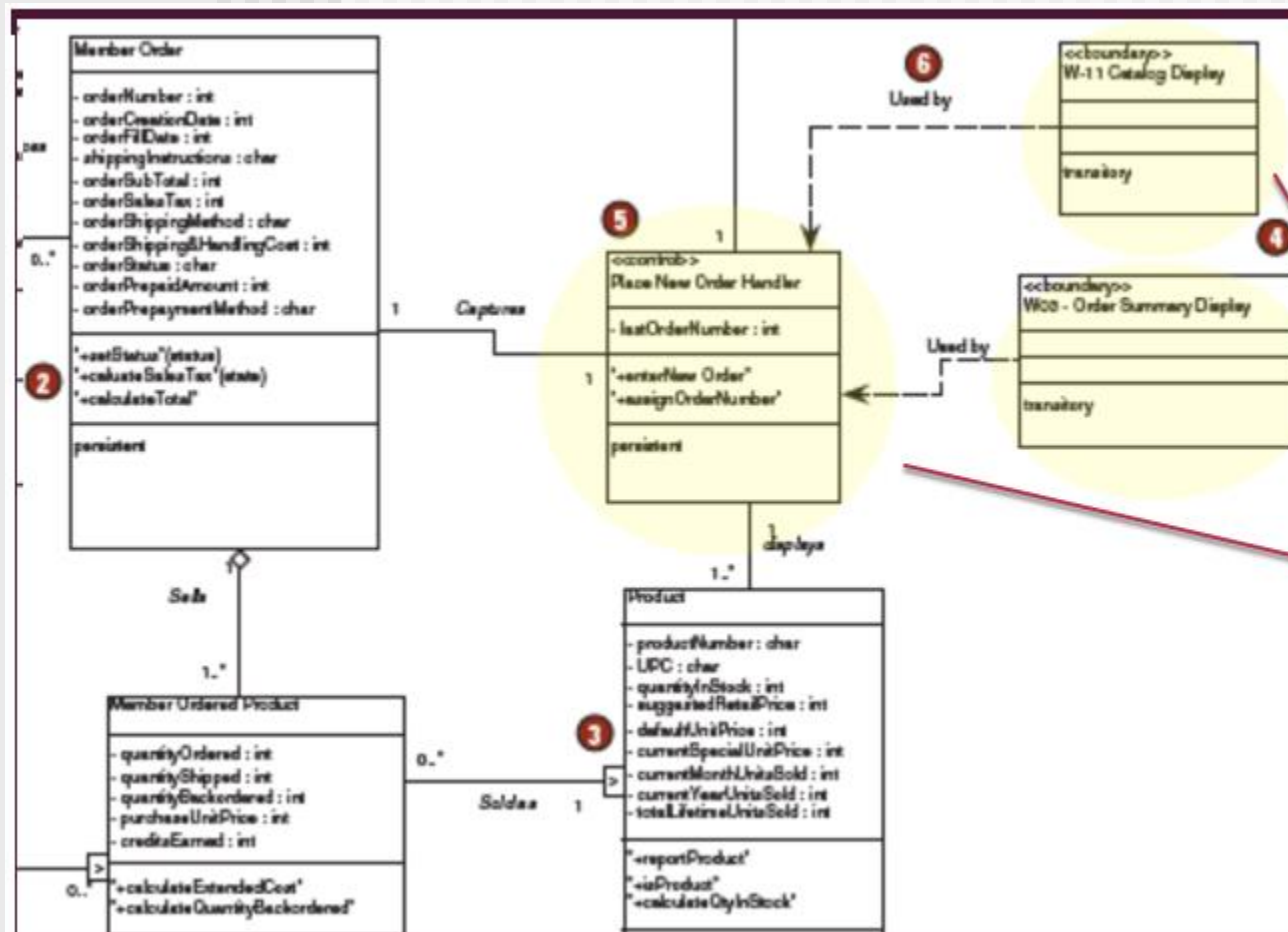 Member Order
- orderNumber : int
- orderCreationDate : int
- orderFillDate : int
- shippingInstructions : char
- orderSubTotal : int
- orderSalesTax : int
- orderShippingMethod : char
- orderShipping&HandlingCost : int
- orderStatus : char
- orderPrepaidAmount : int
- orderPrepaymentMethod : char
"+setStatus"(status)
"+caluateSalesTax"(state)
"+calculateTotal"
persistent
0..*
2
1
Captures
1
5
1
<<control>>
Place New Order Handler
- lastOrderNumber : int
"+enterNew Order"
"+assignOrderNumber"
persistent
6
Used by
<<boundary>>
W-11 Catalog Display
transitory
4
<<boundary>>
- Order Summary Display
transitory
Used by
1
displays
1..*
1
Sells
1..*
Member Ordered Product
- quantityOrdered : int
- quantityShipped : int
- quantityBackordered : int
- purchaseUnitPrice : int
- creditsEarned : int
"+calculateExtendedCost"
"+calculateQuantityBackordered"
>
0..*
0..*
Sold as
1
>
3
Product
- productNumber : char
- UPC : char
- quantityInStock : int
- suggestedRetailPrice : int
- defaultUnitPrice : int
- currentSpecialUnitPrice : int
- currentMonthUnitsSold : int
- currentYearUnitsSold : int
- totalLifetimeUnitsSold : int
"+reportProduct"
"+isProduct"
"+calculateQtyInStock"